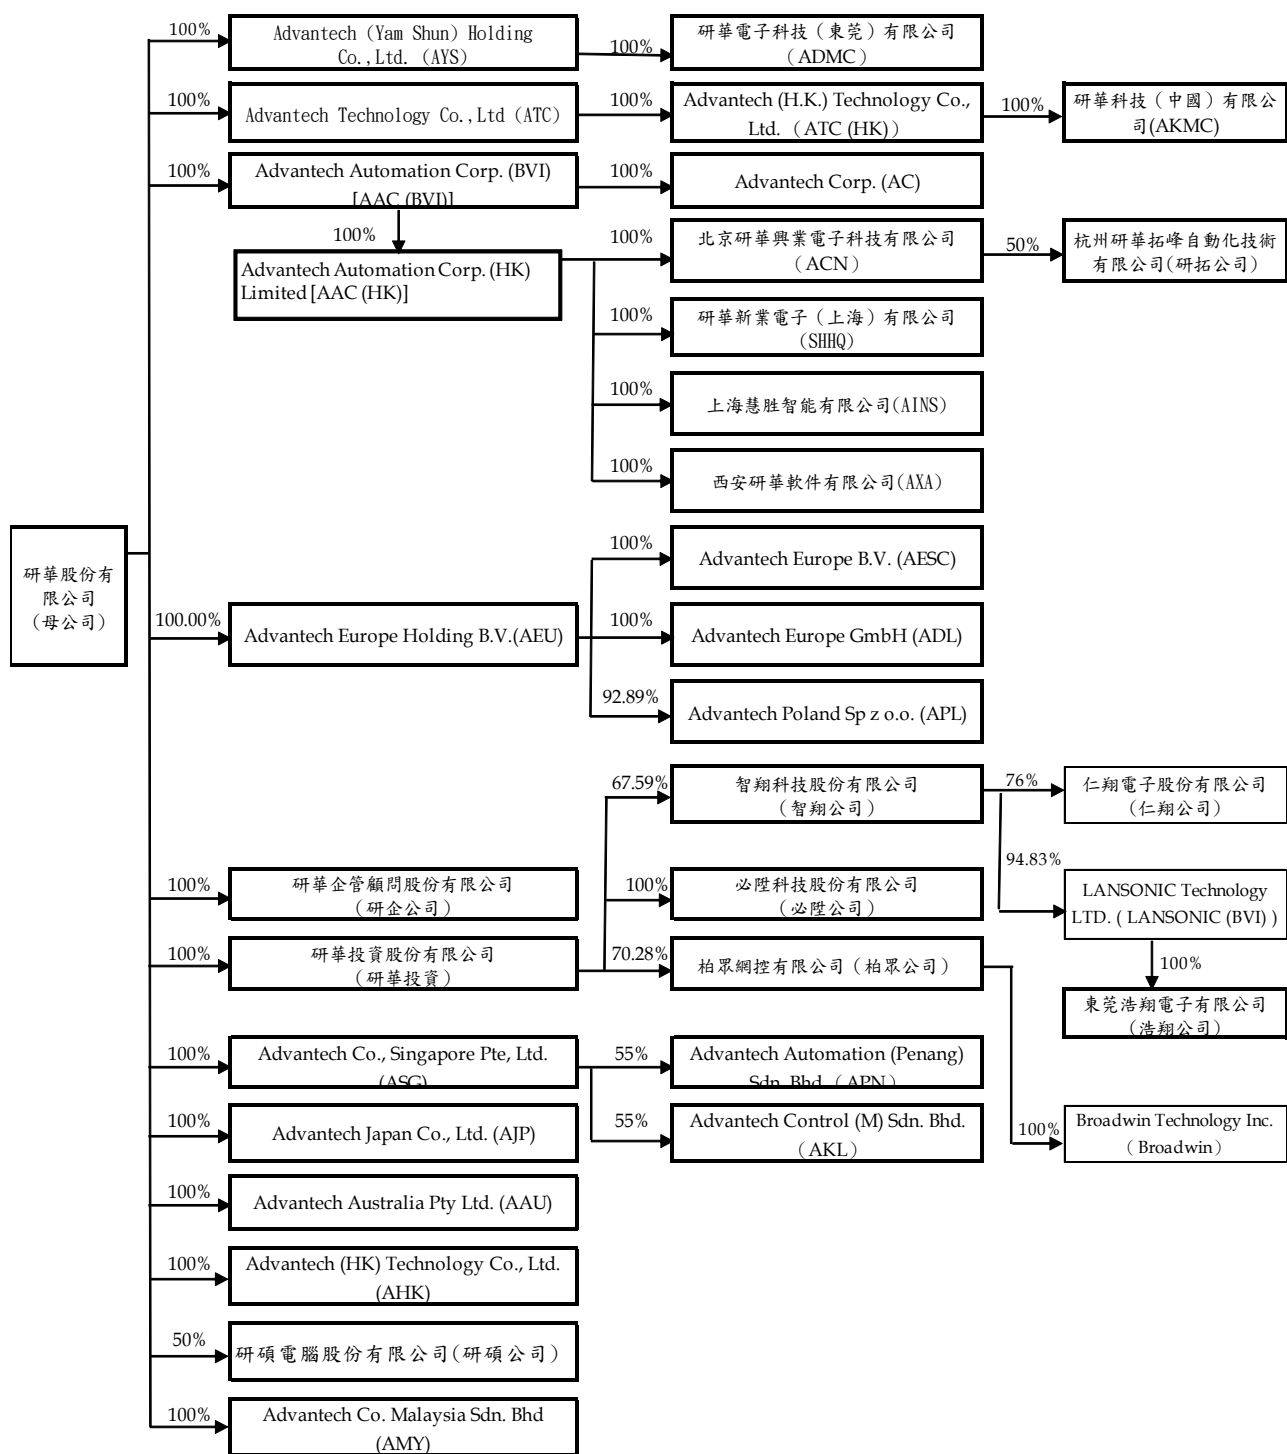 100%
Advantech (Yam Shun) Holding
Co.,Ltd. (AYS)
100%
研華電子科技（東莞）有限公司
（ADMC）
100%
Advantech Technology Co.,Ltd (ATC)
100%
Advantech (H.K.) Technology Co.,
Ltd.（ATC (HK)）
100%
研華科技（中國）有限公
司(AKMC)
100%
Advantech Automation Corp. (BVI)
[AAC (BVI)]
100%
Advantech Corp. (AC)
100%
Advantech Automation Corp. (HK)
Limited [AAC (HK)]
100%
北京研華興業電子科技有限公司
（ACN）
50%
杭州研華拓峰自動化技術
有限公司(研拓公司)
100%
研華新業電子（上海）有限公司
（SHHQ）
100%
上海慧胜智能有限公司(AINS)
100%
西安研華軟件有限公司(AXA)
研華股份有
限公司
（母公司）
100.00%
Advantech Europe Holding B.V.(AEU)
100%
Advantech Europe B.V. (AESC)
100%
Advantech Europe GmbH (ADL)
92.89%
Advantech Poland Sp z o.o. (APL)
67.59%
智翔科技股份有限公司
（智翔公司）
76%
仁翔電子股份有限公司
（仁翔公司）
94.83%
LANSONIC Technology
LTD. ( LANSONIC (BVI) )
100%
東莞浩翔電子有限公司
（浩翔公司）
100%
研華企管顧問股份有限公司
（研企公司）
100%
必陞科技股份有限公司
（必陞公司）
100%
研華投資股份有限公司
（研華投資）
70.28%
柏眾網控有限公司（柏眾公司）
100%
Broadwin Technology Inc.
（Broadwin）
100%
Advantech Co., Singapore Pte, Ltd.
(ASG)
55%
Advantech Automation (Penang)
Sdn. Bhd.（APN）
55%
Advantech Control (M) Sdn. Bhd.
（AKL）
100%
Advantech Japan Co., Ltd. (AJP)
100%
Advantech Australia Pty Ltd. (AAU)
100%
Advantech (HK) Technology Co., Ltd.
(AHK)
50%
研碩電腦股份有限公司(研碩公司)
100%
Advantech Co. Malaysia Sdn. Bhd
(AMY)